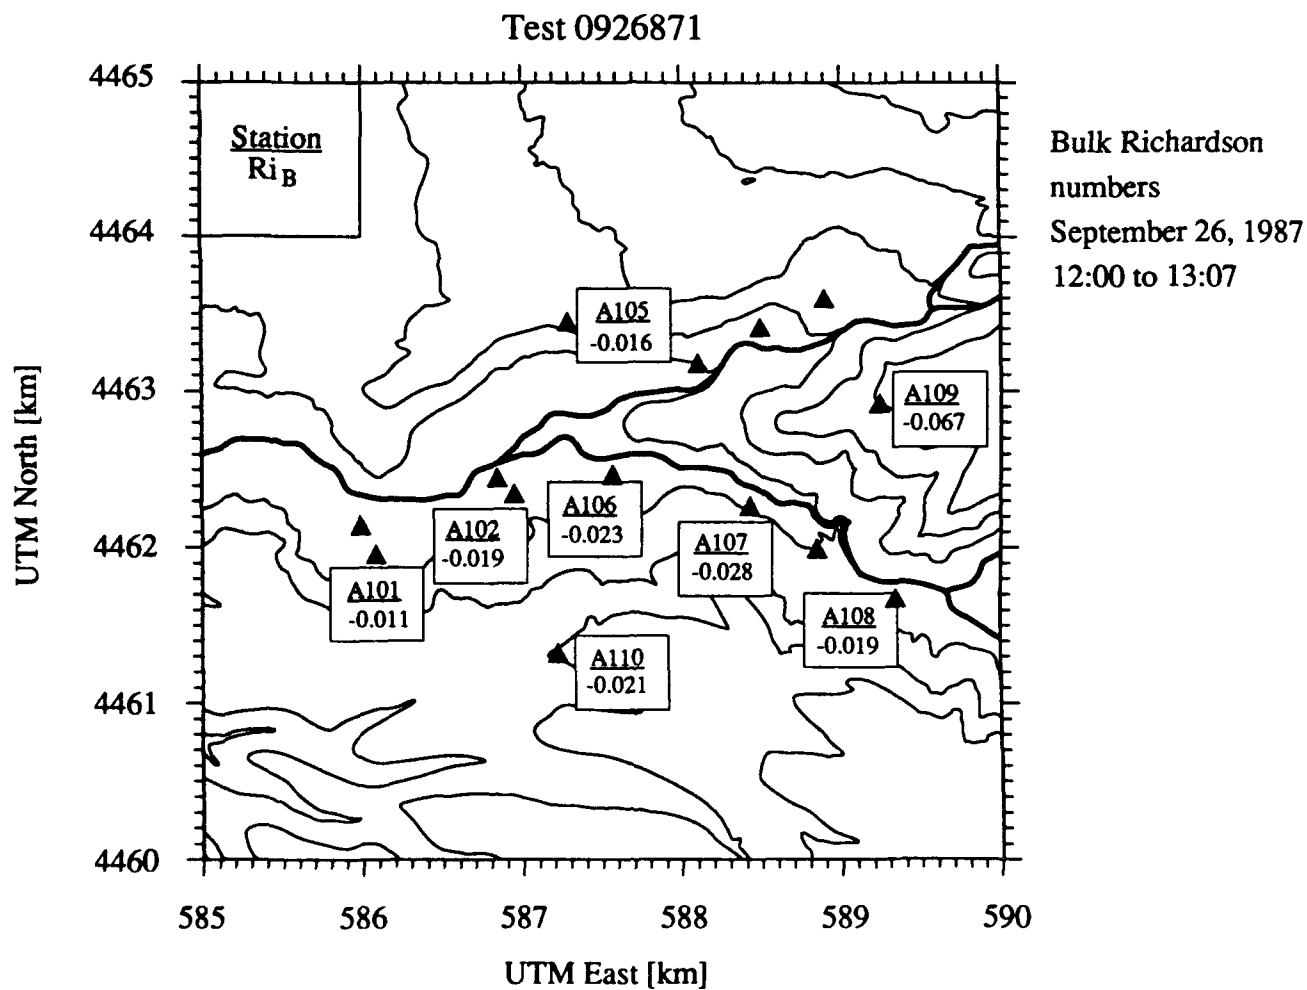 Test 0926871
4465
4464
4463
4462
4461
4460
UTM North [km]
Station
Ri B
A105
-0.016
A109
-0.067
A102
-0.019
A106
-0.023
A107
-0.028
A101
-0.011
A108
-0.019
A110
-0.021
585 586 587 588 589 590
UTM East [km]
Bulk Richardson
numbers
September 26, 1987
12:00 to 13:07